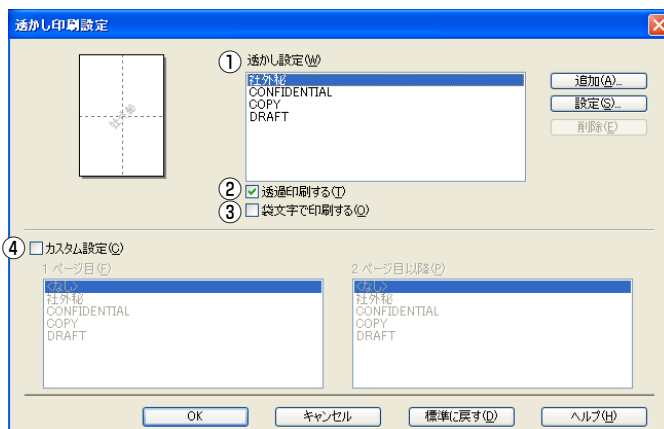 透かし印刷設定
社外秘
① 透かし設定(W)
社外秘
CONFIDENTIAL
COPY
DRAFT
追加(A)...
設定(S)...
削除(E)
② 透過印刷する(T)
③ 袋文字で印刷する(O)
④ カスタム設定(C)
1 ページ目(F)
<なし>
社外秘
CONFIDENTIAL
COPY
DRAFT
2 ページ目以降(P)
<なし>
社外秘
CONFIDENTIAL
COPY
DRAFT
OK
キャンセル
標準に戻す(D)
ヘルプ(H)